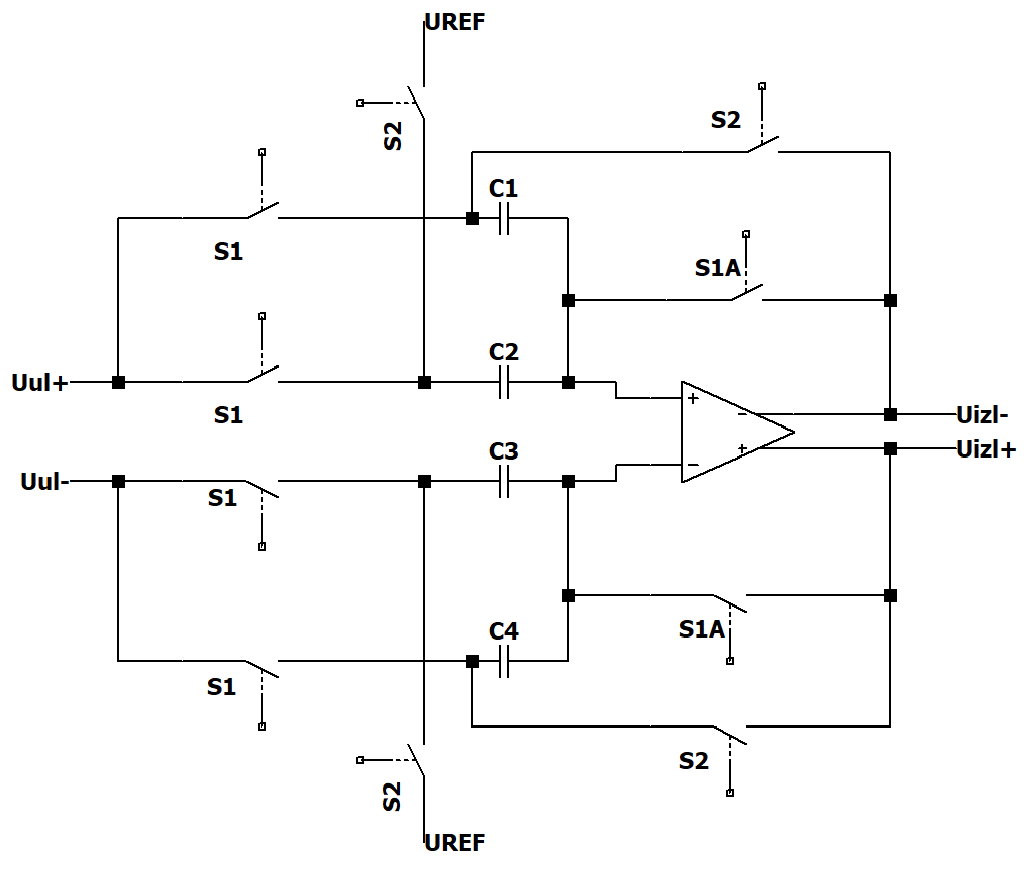 UREF
S2
S2
C1
S1
S1A
C2
Uul+
S1
+
−
Uizl-
+
Uizl+
−
C3
Uul-
S1
C4
S1A
S1
S2
S2
UREF